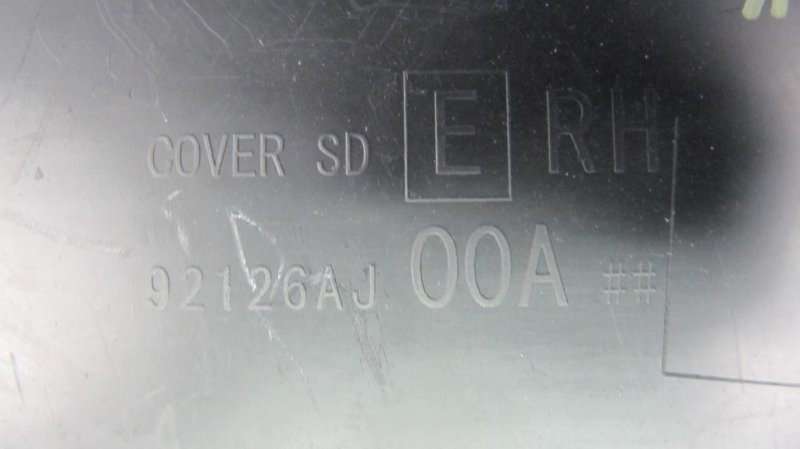 COVER SD E RH
92126AJ 00A ##